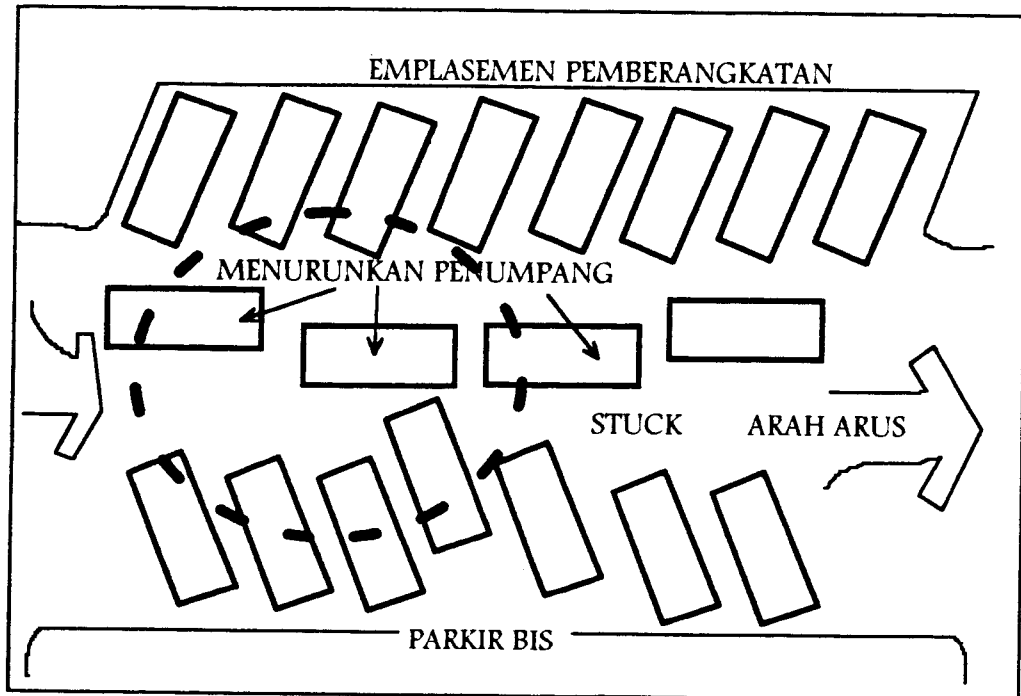 EMPLASEMEN PEMBERANGKATAN
MENURUNKAN PENUMPANG
STUCK
ARAH ARUS
PARKIR BIS